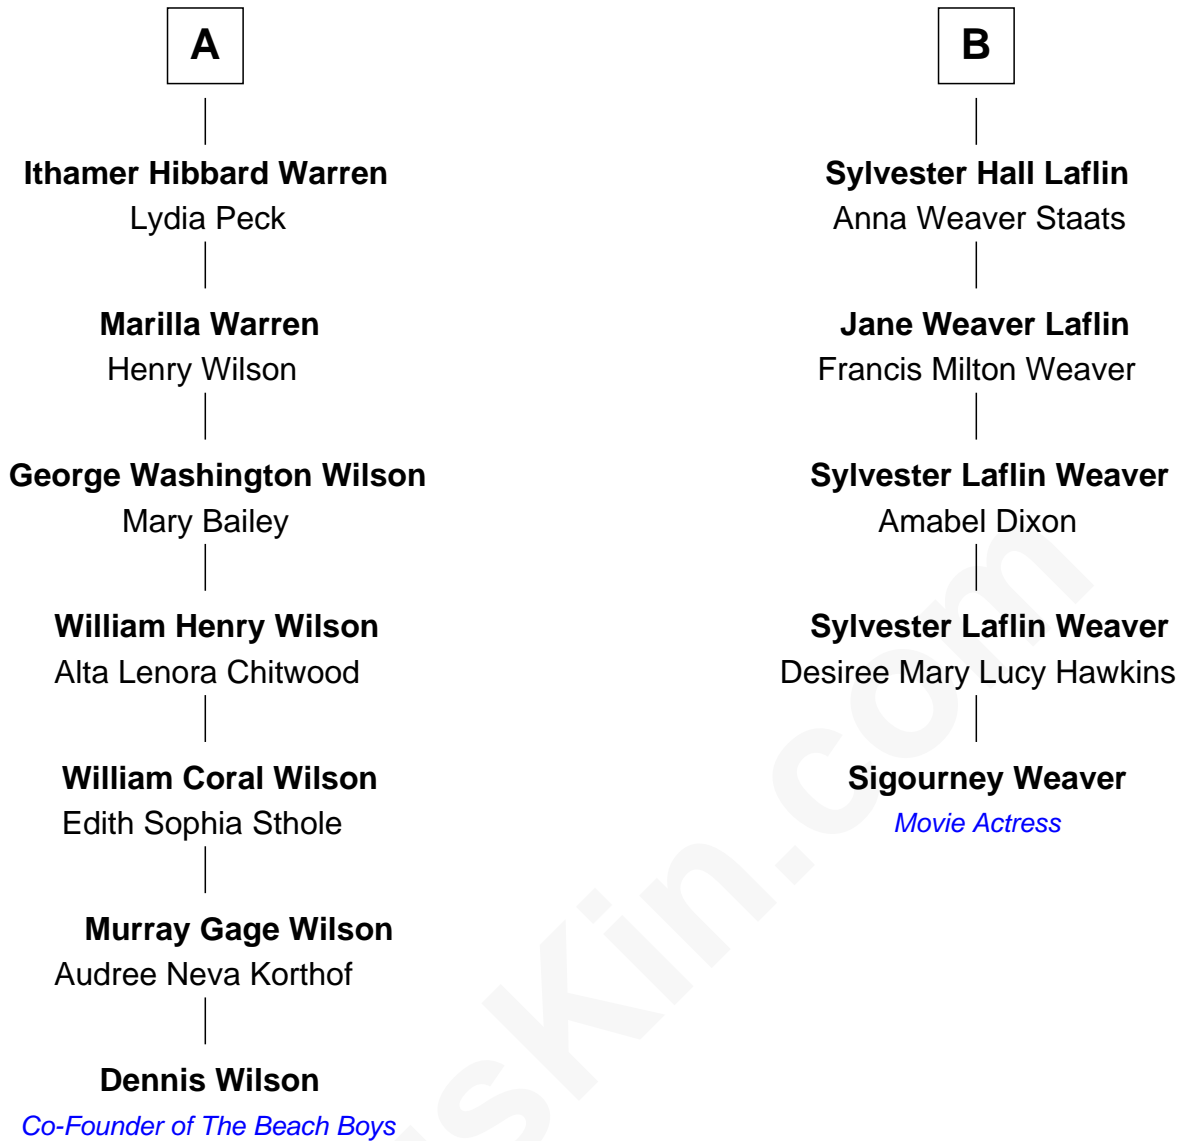 A
Ithamer Hibbard Warren
Lydia Peck
Marilla Warren
Henry Wilson
George Washington Wilson
Mary Bailey
William Henry Wilson
Alta Lenora Chitwood
William Coral Wilson
Edith Sophia Sthole
Murray Gage Wilson
Audree Neva Korthof
Dennis Wilson
Co-Founder of The Beach Boys
B
Sylvester Hall Laflin
Anna Weaver Staats
Jane Weaver Laflin
Francis Milton Weaver
Sylvester Laflin Weaver
Amabel Dixon
Sylvester Laflin Weaver
Desiree Mary Lucy Hawkins
Sigourney Weaver
Movie Actress
sKin.com